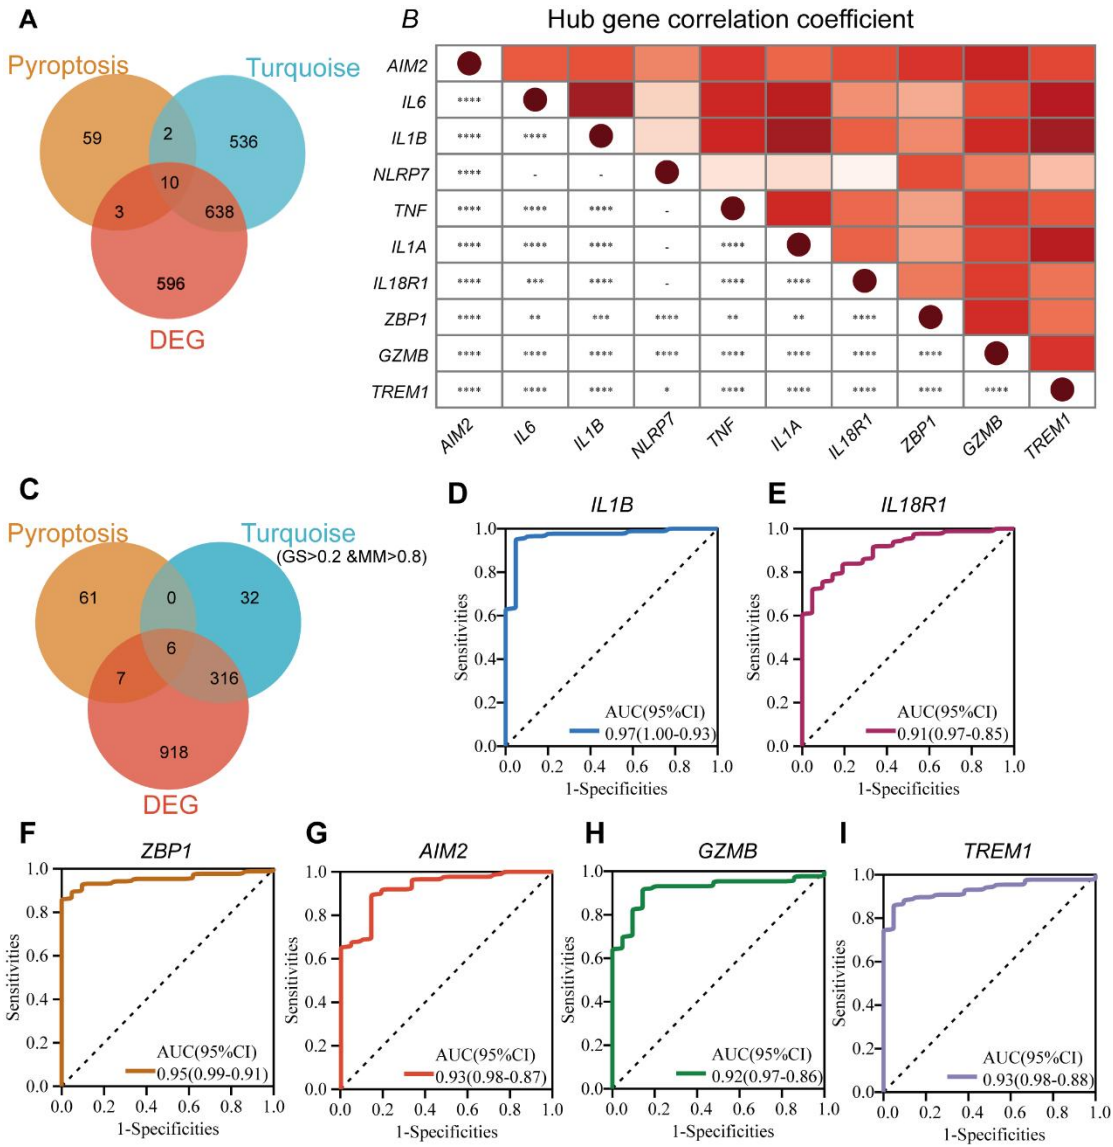 A
Pyroptosis
Turquoise
59
2
536
10
3
638
596
DEG
B
Hub gene correlation coefficient
AIM2
IL6 ****
IL1B **** ****
NLRP7 **** - -
TNF **** **** **** -
IL1A **** **** **** - ****
IL18R1 **** *** **** - **** ****
ZBP1 **** ** *** **** ** ** ****
GZMB **** **** **** **** **** **** **** ****
TREM1 **** **** **** * **** **** **** **** ****
AIM2 IL6 IL1B NLRP7 TNF IL1A IL18R1 ZBP1 GZMB TREM1
C
Pyroptosis
Turquoise
(GS>0.2 &MM>0.8)
61
0
32
6
7
316
918
DEG
D
IL1B
Sensitivities
1.0
0.8
0.6
0.4
0.2
0.0
AUC(95%CI)
0.97(1.00-0.93)
0.0 0.2 0.4 0.6 0.8 1.0
1-Specificities
E
IL18R1
Sensitivities
1.0
0.8
0.6
0.4
0.2
0.0
AUC(95%CI)
0.91(0.97-0.85)
0.0 0.2 0.4 0.6 0.8 1.0
1-Specificities
F
ZBP1
Sensitivities
1.0
0.8
0.6
0.4
0.2
0.0
AUC(95%CI)
0.95(0.99-0.91)
0.0 0.2 0.4 0.6 0.8 1.0
1-Specificities
G
AIM2
Sensitivities
1.0
0.8
0.6
0.4
0.2
0.0
AUC(95%CI)
0.93(0.98-0.87)
0.0 0.2 0.4 0.6 0.8 1.0
1-Specificities
H
GZMB
Sensitivities
1.0
0.8
0.6
0.4
0.2
0.0
AUC(95%CI)
0.92(0.97-0.86)
0.0 0.2 0.4 0.6 0.8 1.0
1-Specificities
I
TREM1
Sensitivities
1.0
0.8
0.6
0.4
0.2
0.0
AUC(95%CI)
0.93(0.98-0.88)
0.0 0.2 0.4 0.6 0.8 1.0
1-Specificities